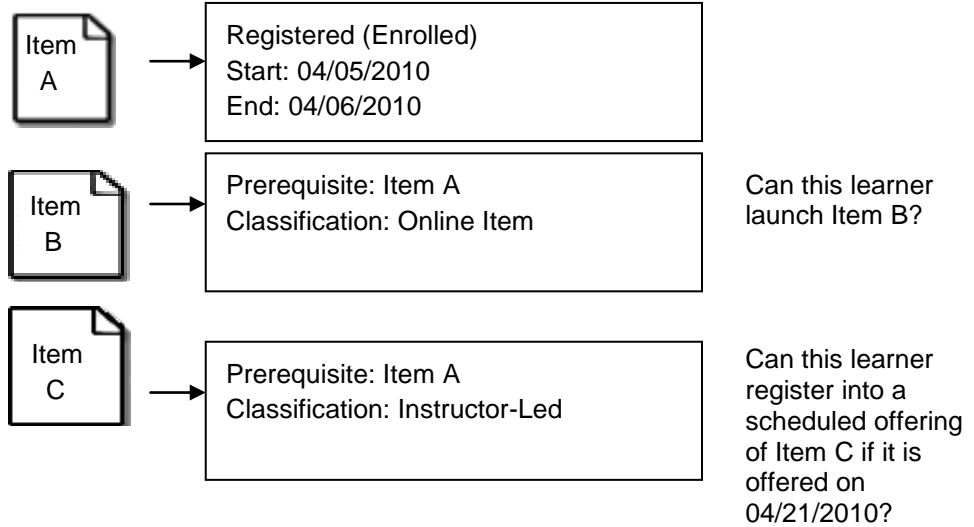 Item
A
Registered (Enrolled)
Start: 04/05/2010
End: 04/06/2010
Item
B
Prerequisite: Item A
Classification: Online Item
Can this learner
launch Item B?
Item
C
Prerequisite: Item A
Classification: Instructor-Led
Can this learner
register into a
scheduled offering
of Item C if it is
offered on
04/21/2010?